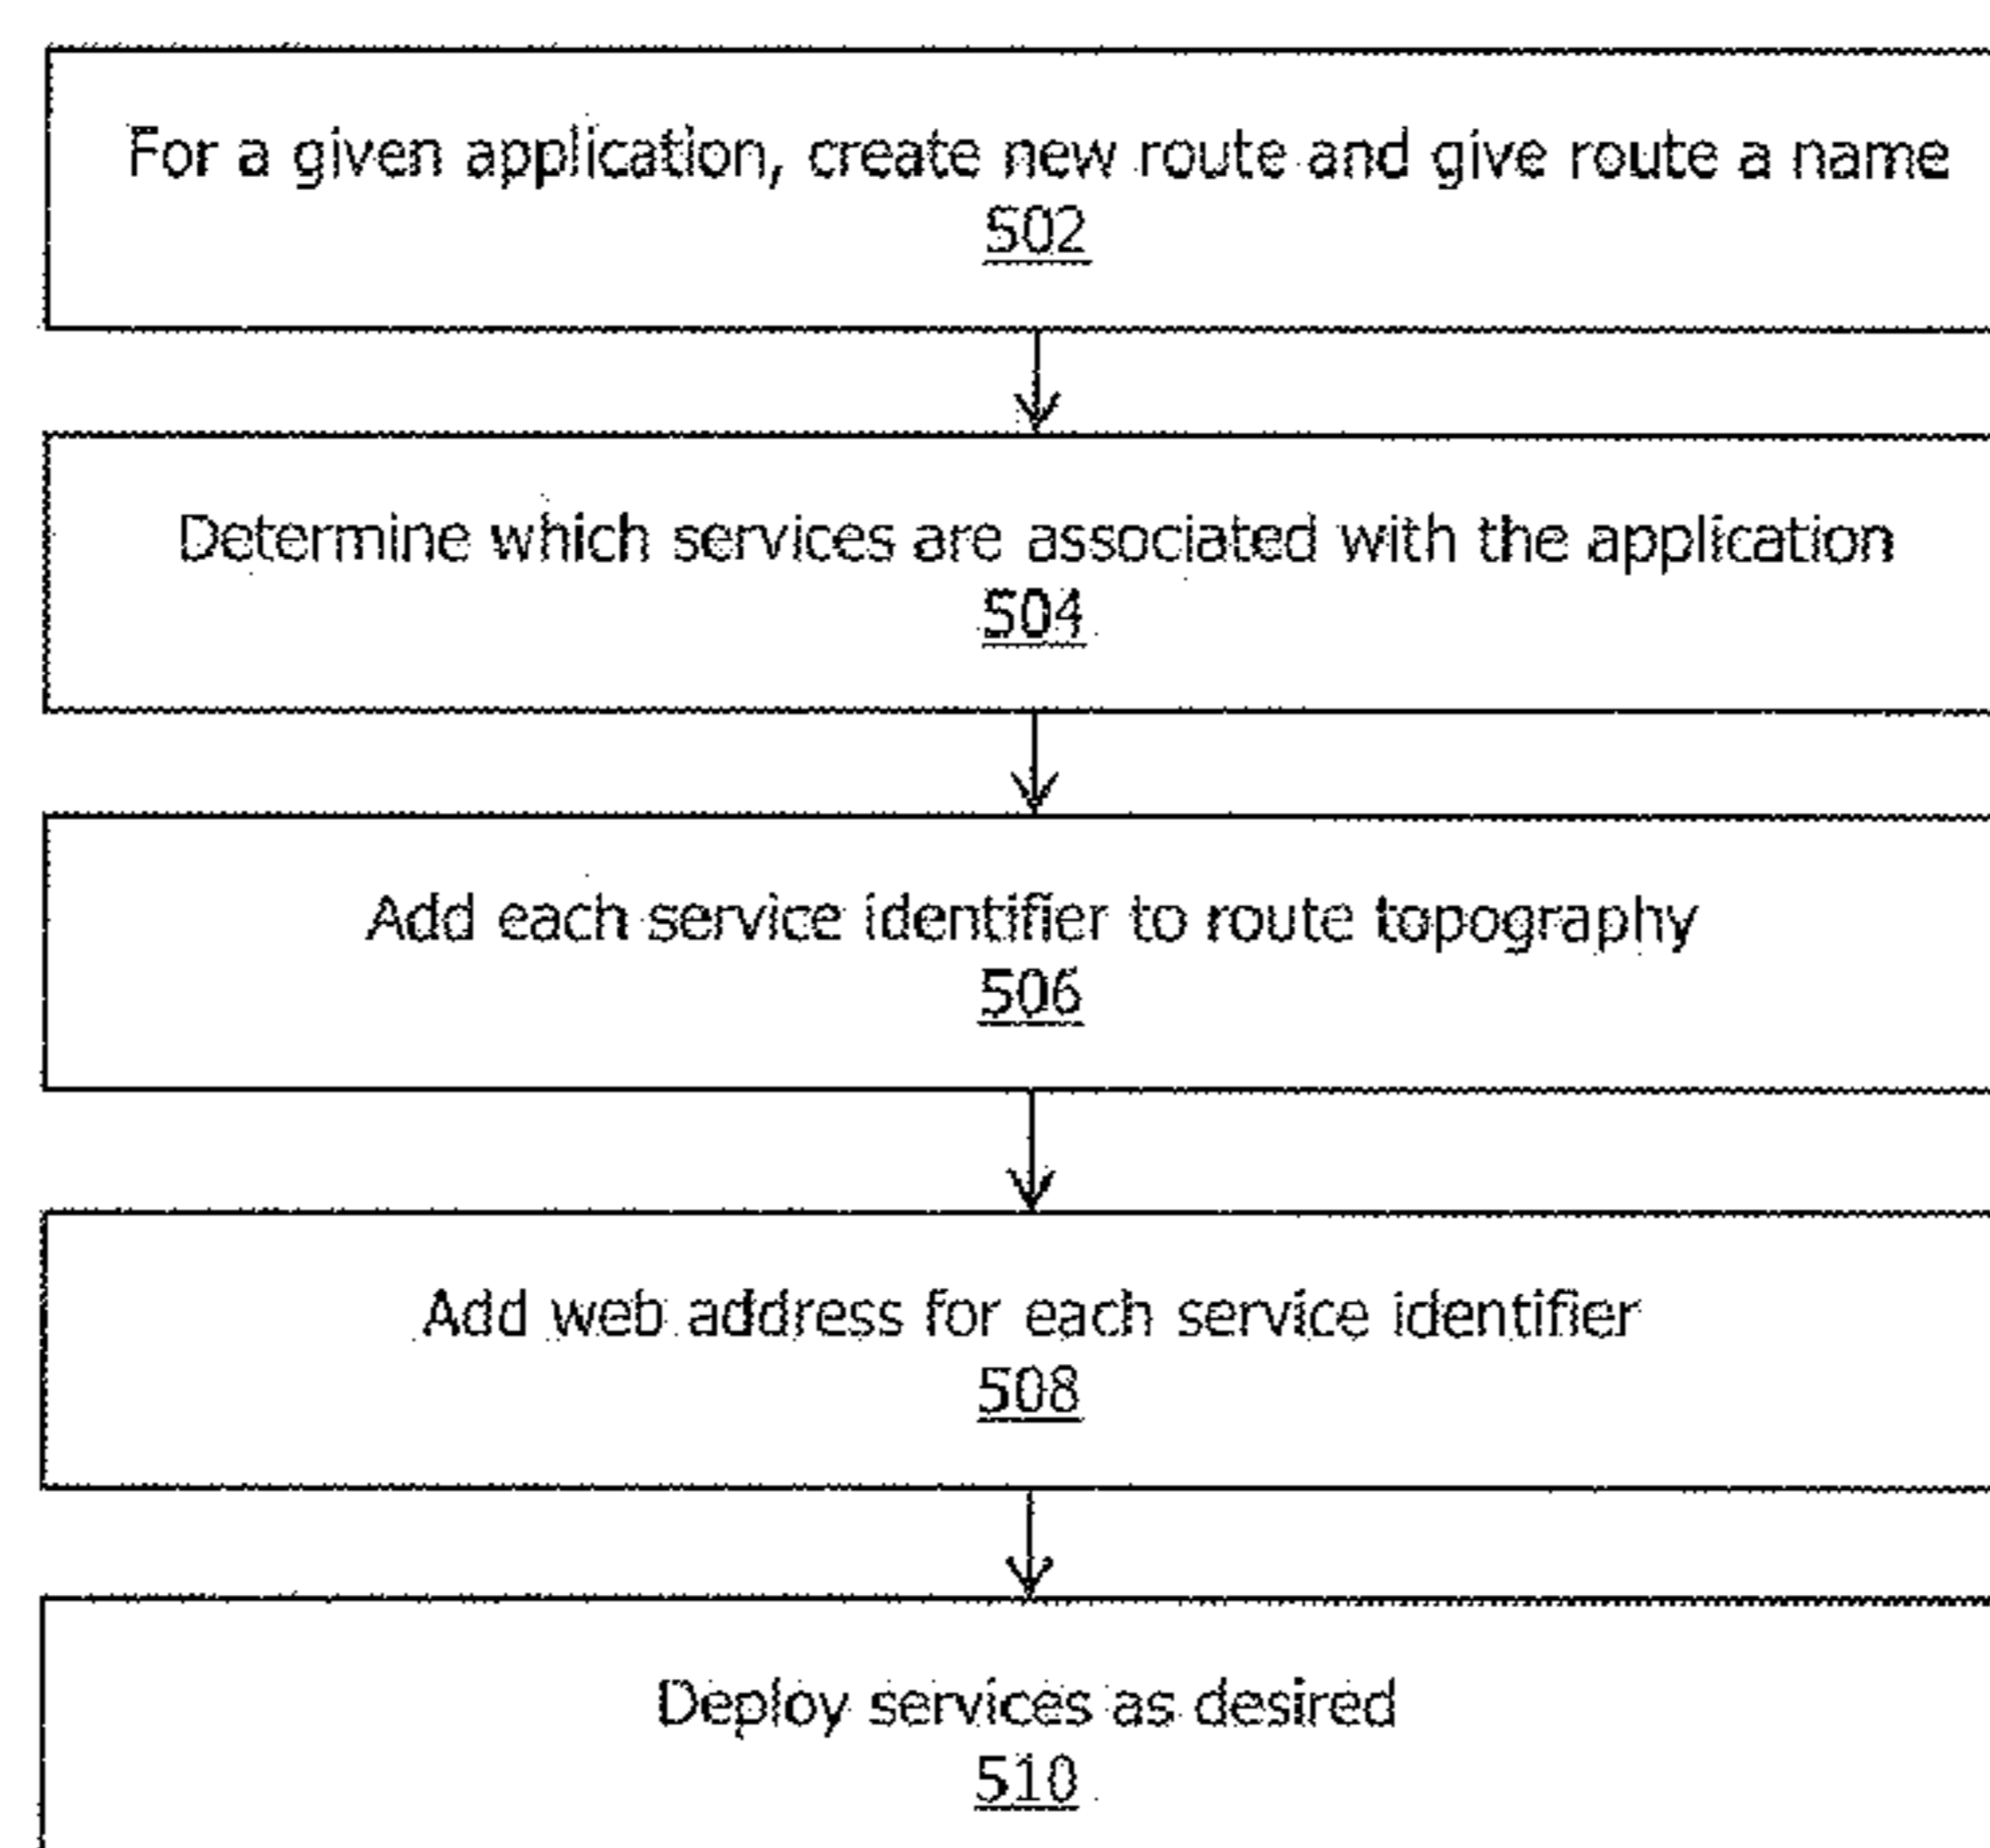 For a given application, create new route and give route a name
502
Determine which services are associated with the application
504
Add each service identifier to route topography
506
Add web address for each service identifier
508
Deploy services as desired
510